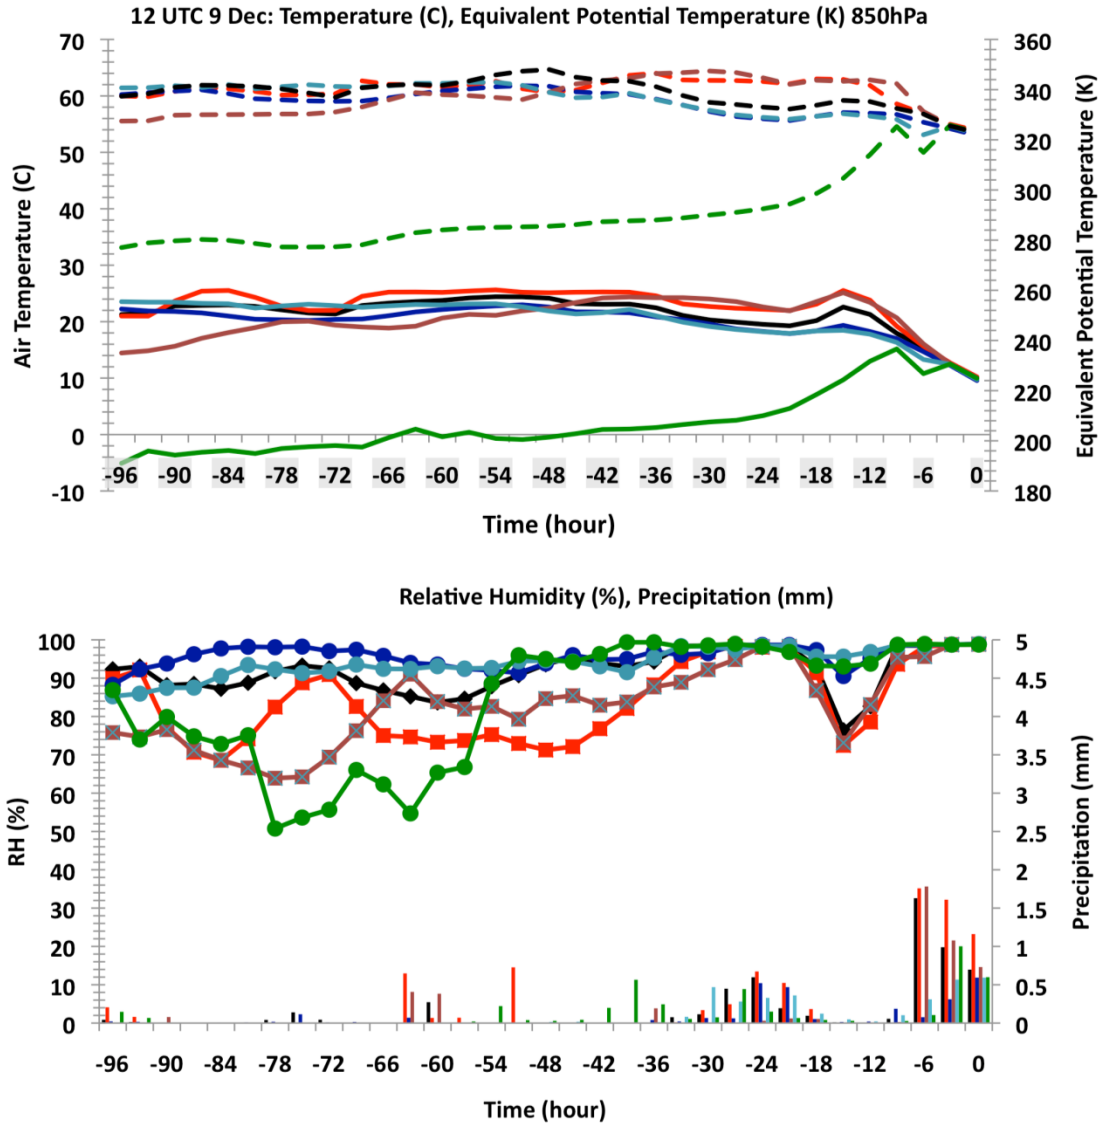 12 UTC 9 Dec: Temperature (C), Equivalent Potential Temperature (K) 850hPa
70 360
60 340
50 320
40 300
30 280
20 260
10 240
0 220
-10 200
180
Air Temperature (C)
Equivalent Potential Temperature (K)
-96 -90 -84 -78 -72 -66 -60 -54 -48 -42 -36 -30 -24 -18 -12 -6 0
Time (hour)
Relative Humidity (%), Precipitation (mm)
100 5
90 4.5
80 4
70 3.5
60 3
50 2.5
40 2
30 1.5
20 1
10 0.5
0 0
RH (%)
Precipitation (mm)
-96 -90 -84 -78 -72 -66 -60 -54 -48 -42 -36 -30 -24 -18 -12 -6 0
Time (hour)